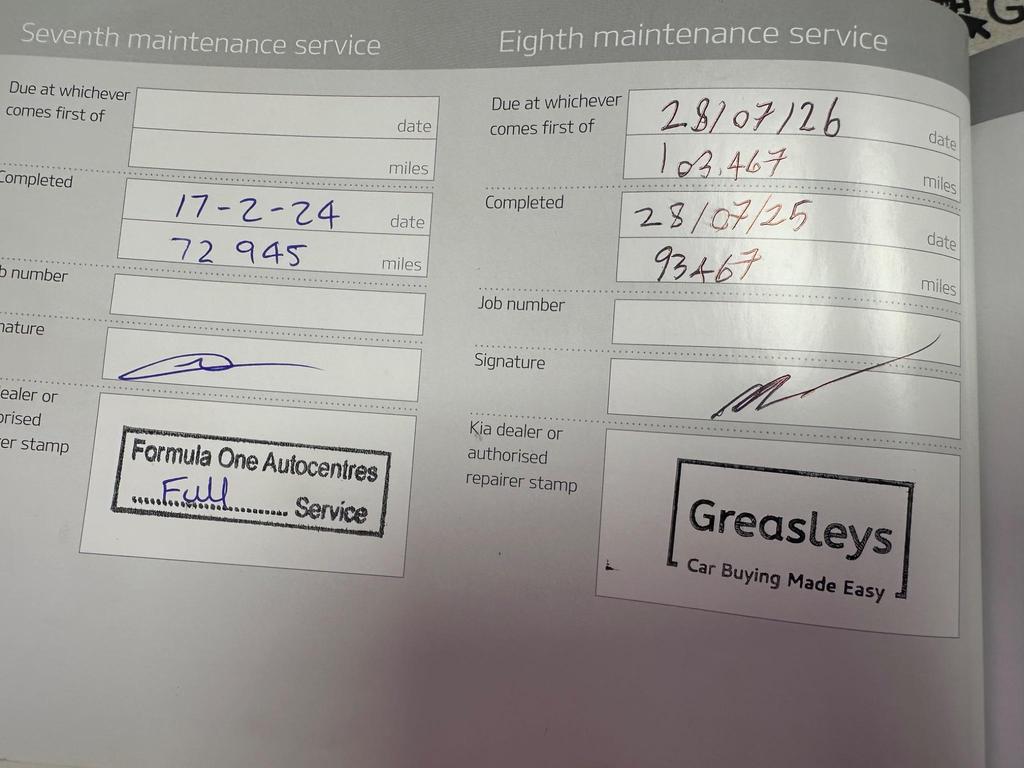 Seventh maintenance service
Due at whichever
comes first of
date
miles
Completed
17-2-24 date
72 945 miles
b number
nature
ealer or
orised
er stamp
Formula One Autocentres
Full Service
Eighth maintenance service
Due at whichever
comes first of
28/07/26 date
103.467 miles
Completed
28/07/25 date
93467 miles
Job number
Signature
Kia dealer or
authorised
repairer stamp
Greasleys
Car Buying Made Easy
G